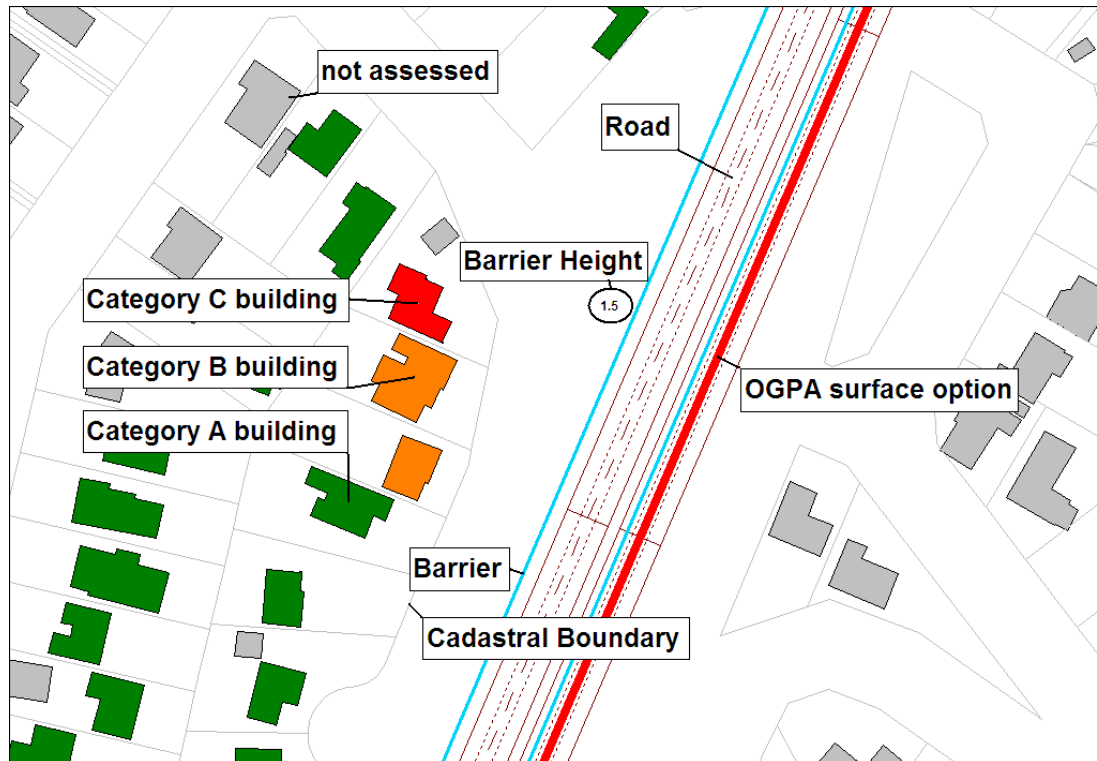 not assessed
Road
Barrier Height
1.5
Category C building
Category B building
OGPA surface option
Category A building
Barrier
Cadastral Boundary